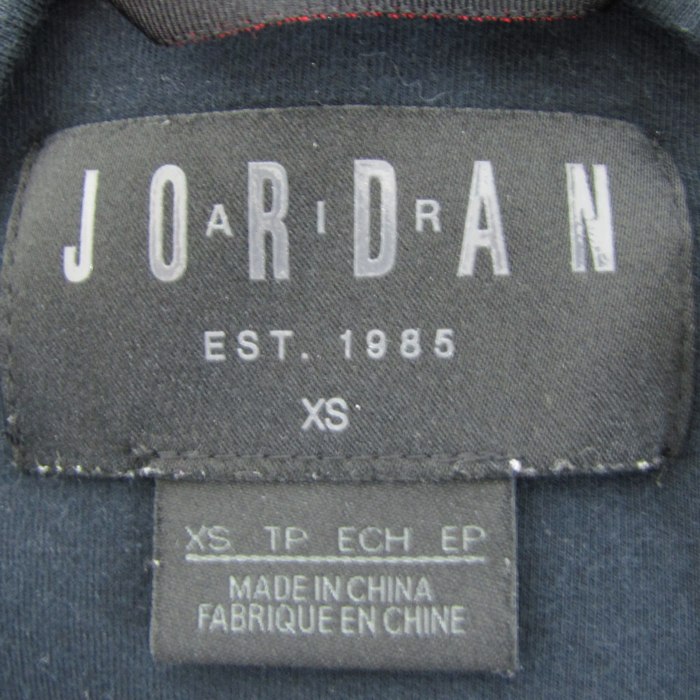 JORDAN
AIR
EST. 1985
XS
XS TP ECH EP
MADE IN CHINA
FABRIQUE EN CHINE